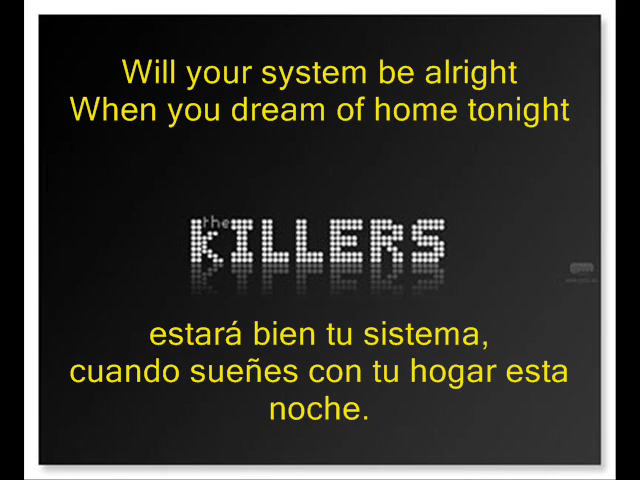 Will your system be alright
When you dream of home tonight
the
KILLERS
estará bien tu sistema,
cuando sueñes con tu hogar esta
noche.